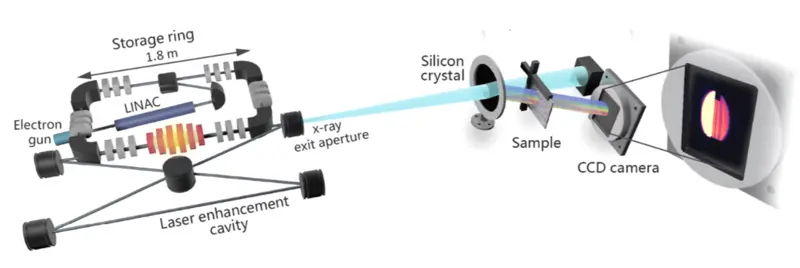 Storage ring
1.8 m
LINAC
Electron
gun
x-ray
exit aperture
Laser enhancement
cavity
Silicon
crystal
Sample
CCD camera